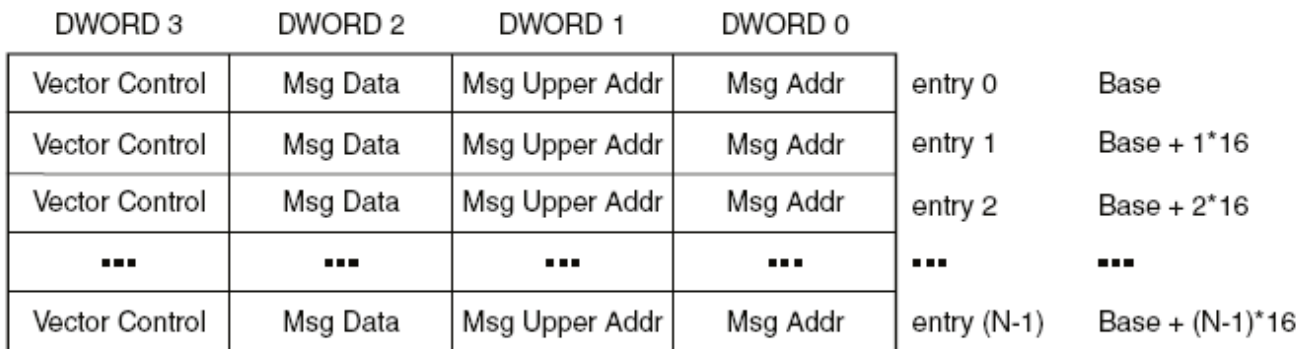 DWORD 3 DWORD 2 DWORD 1 DWORD 0
Vector Control Msg Data Msg Upper Addr Msg Addr entry 0 Base
Vector Control Msg Data Msg Upper Addr Msg Addr entry 1 Base + 1*16
Vector Control Msg Data Msg Upper Addr Msg Addr entry 2 Base + 2*16
... ... ... ... ... ...
Vector Control Msg Data Msg Upper Addr Msg Addr entry (N-1) Base + (N-1)*16